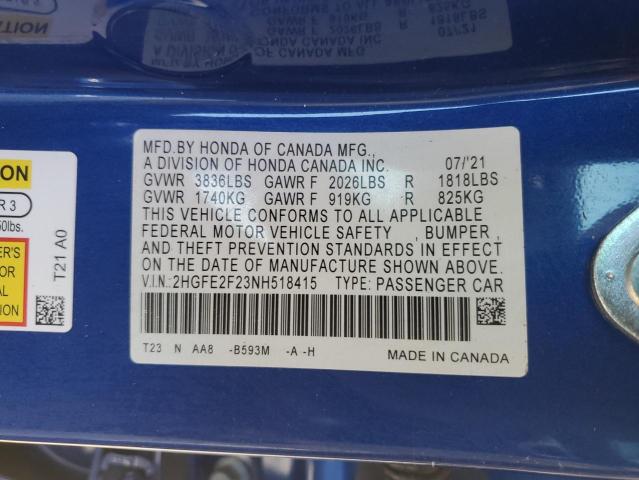 MFD.BY HONDA OF CANADA MFG.,
A DIVISION OF HONDA CANADA INC. 07/'21
GVWR 3836LBS GAWR F 2026LBS R 1818LBS
GVWR 1740KG GAWR F 919KG R 825KG
THIS VEHICLE CONFORMS TO ALL APPLICABLE
FEDERAL MOTOR VEHICLE SAFETY , BUMPER ,
AND THEFT PREVENTION STANDARDS IN EFFECT
ON THE DATE OF MANUFACTURE SHOWN ABOVE.
V.I.N.:2HGFE2F23NH518415 TYPE: PASSENGER CAR
T23 N AA8 -B593M -A -H
MADE IN CANADA
R 3
50lbs.
T21 A0